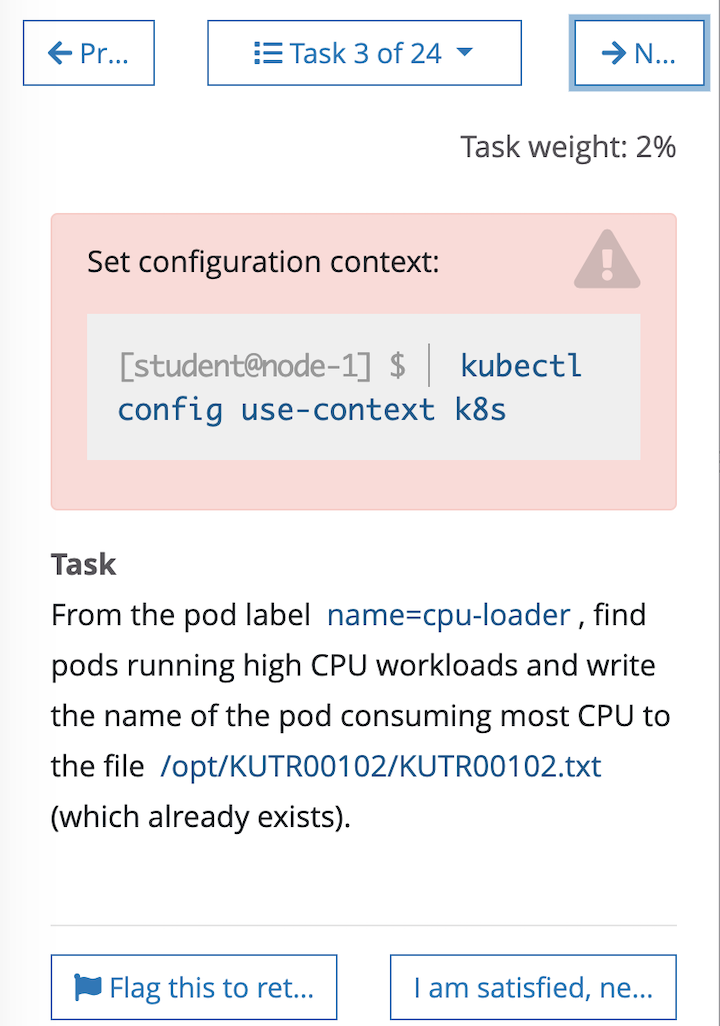 Pr...
Task 3 of 24
N...
Task weight: 2%
Set configuration context:
[student@node-1] $ | kubectl
config use-context k8s
Task
From the pod label name=cpu-loader , find
pods running high CPU workloads and write
the name of the pod consuming most CPU to
the file /opt/KUTR00102/KUTR00102.txt
(which already exists).
Flag this to ret...
I am satisfied, ne...